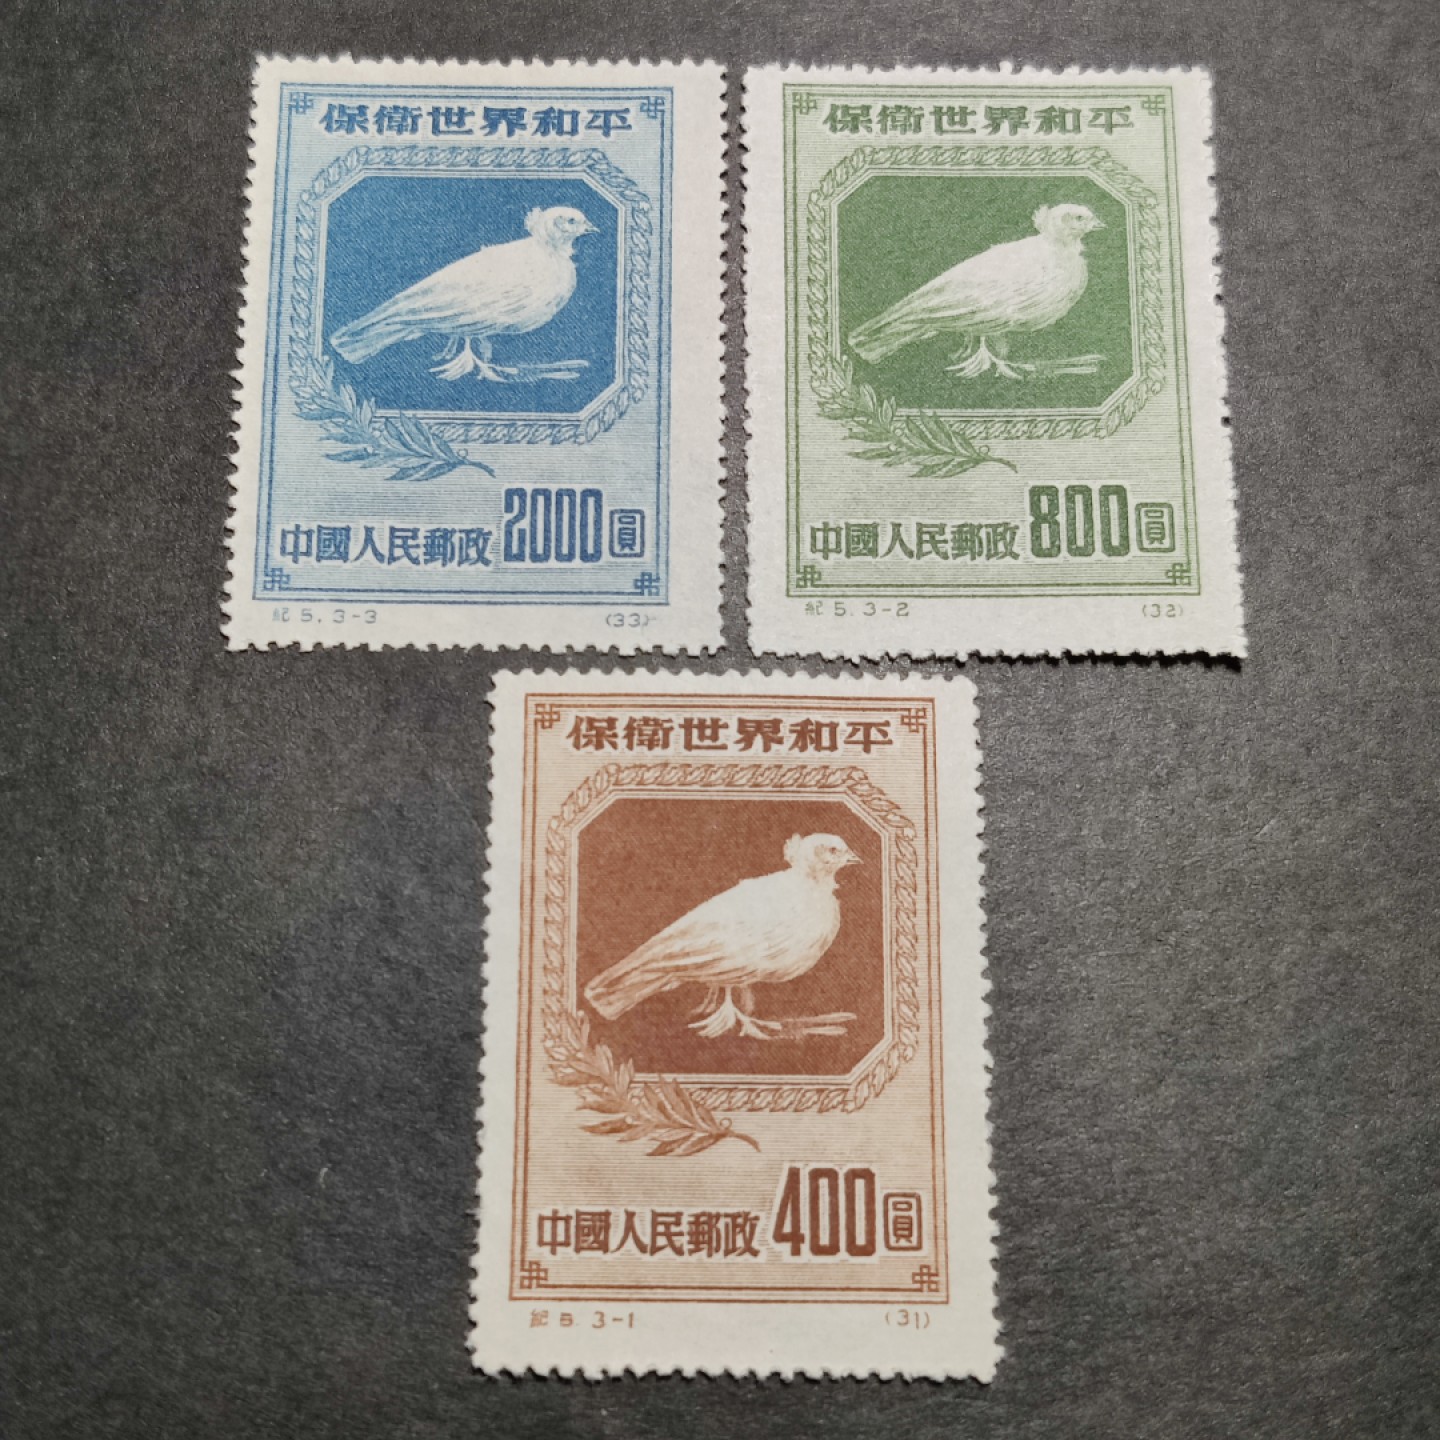 保衛世界和平
中國人民郵政 2000圓
紀5.3-3 (33)
保衛世界和平
中國人民郵政 800圓
紀5.3-2 (32)
保衛世界和平
中國人民郵政 400圓
紀5.3-1 (31)